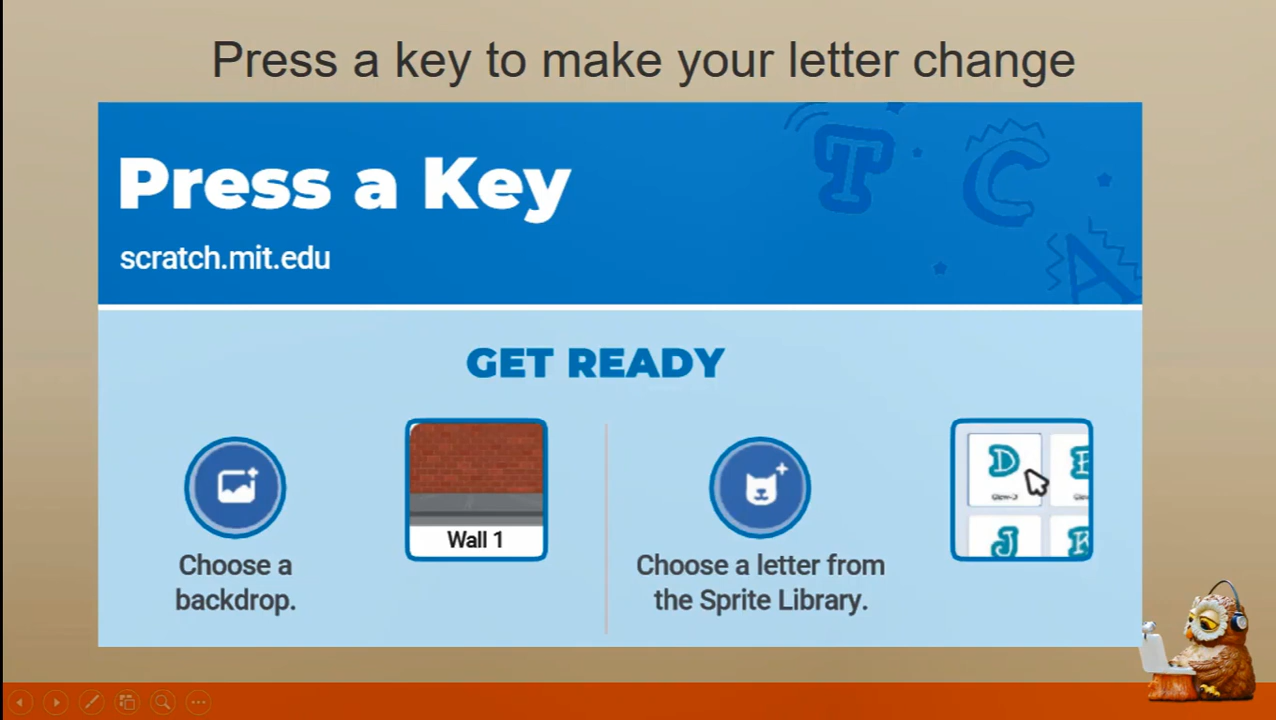 Press a key to make your letter change
T
C
A
Press a Key
scratch.mit.edu
GET READY
Wall 1
D
Glow-D
J
K
Choose a
backdrop.
Choose a letter from
the Sprite Library.